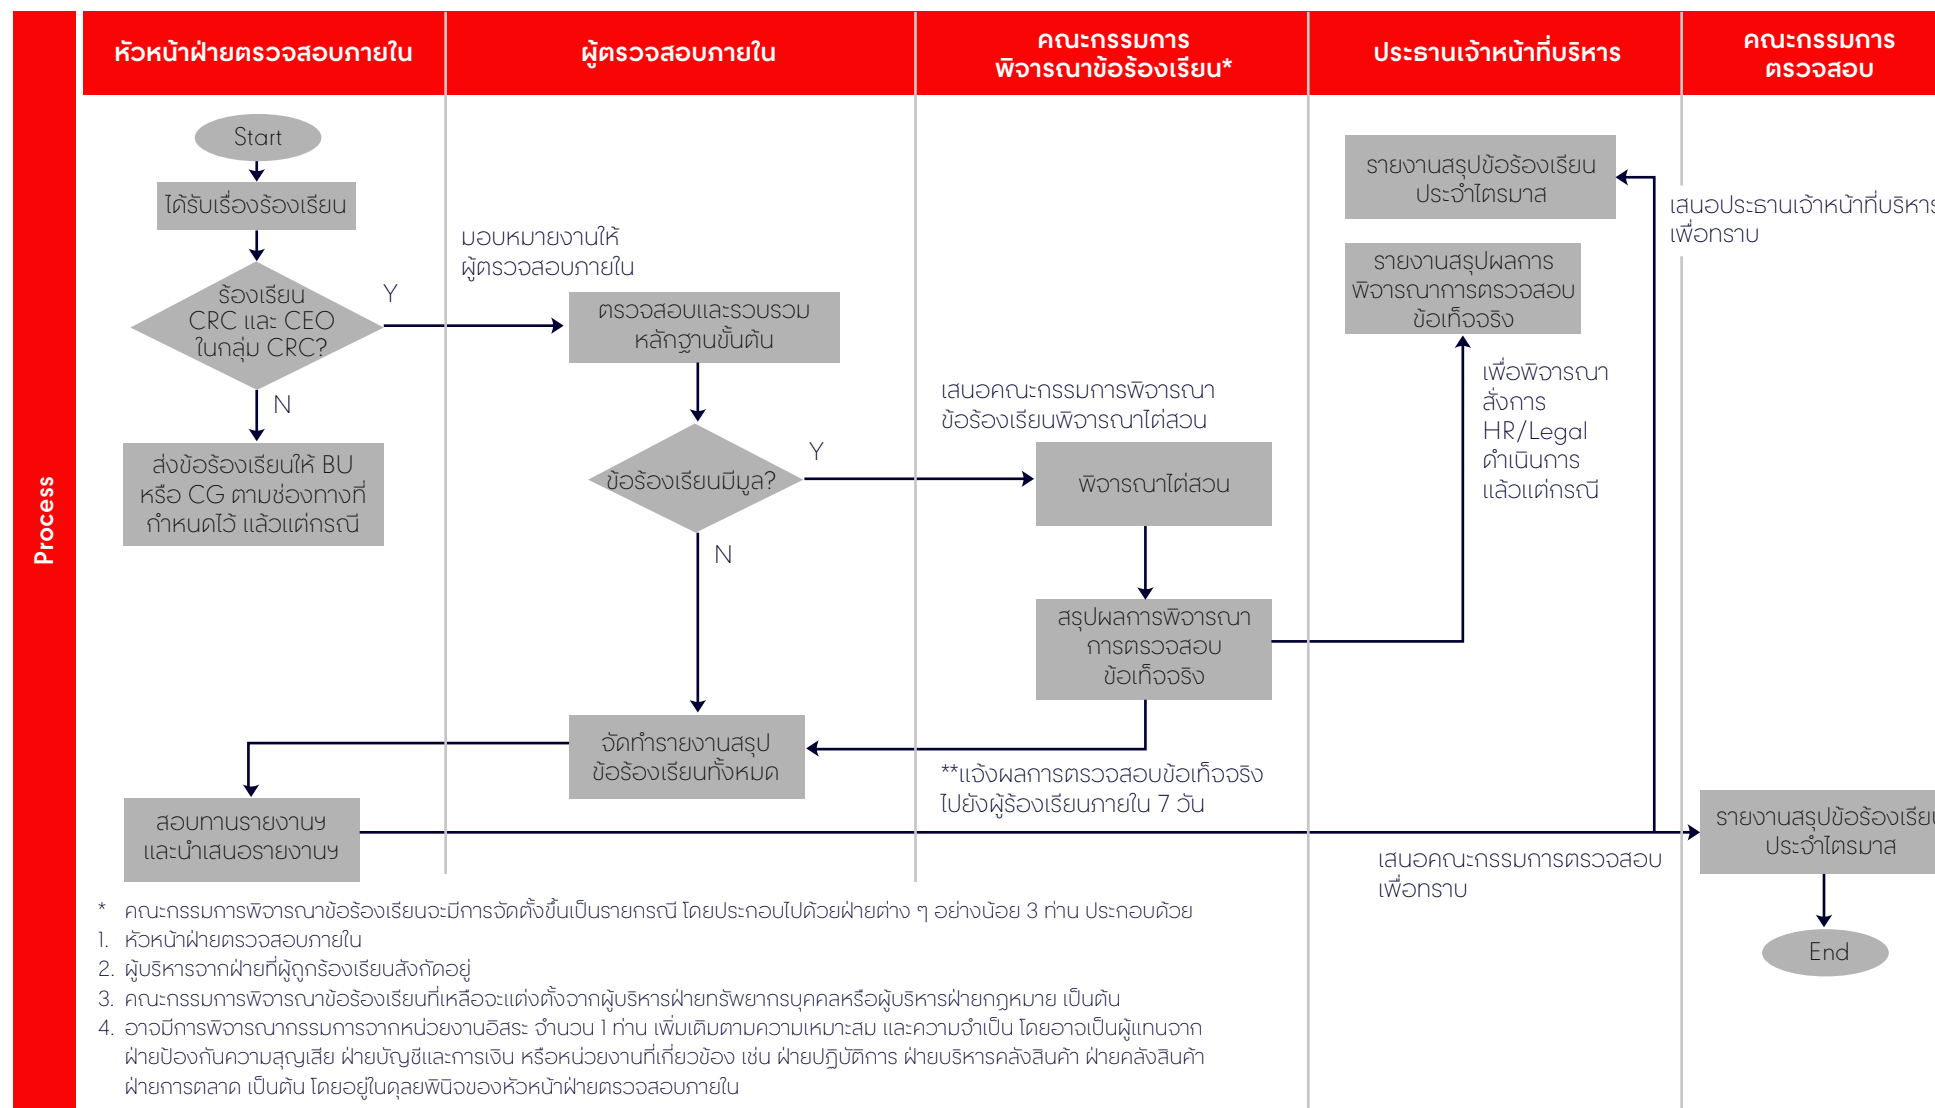 หัวหน้าฝ่ายตรวจสอบภายใน
ผู้ตรวจสอบภายใน
คณะกรรมการ
พิจารณาข้อร้องเรียน*
ประธานเจ้าหน้าที่บริหาร
คณะกรรมการ
ตรวจสอบ
Process
Start
ได้รับเรื่องร้องเรียน
ร้องเรียน
CRC และ CEO
ในกลุ่ม CRC?
Y
N
ส่งข้อร้องเรียนให้ BU
หรือ CG ตามช่องทางที่
กำหนดไว้ แล้วแต่กรณี
มอบหมายงานให้
ผู้ตรวจสอบภายใน
ตรวจสอบและรวบรวม
หลักฐานขั้นต้น
ข้อร้องเรียนมีมูล?
Y
N
เสนอคณะกรรมการพิจารณา
ข้อร้องเรียนพิจารณาไต่สวน
พิจารณาไต่สวน
สรุปผลการพิจารณา
การตรวจสอบ
ข้อเท็จจริง
รายงานสรุปข้อร้องเรียน
ประจำไตรมาส
เสนอประธานเจ้าหน้าที่บริหาร
เพื่อทราบ
รายงานสรุปผลการ
พิจารณาการตรวจสอบ
ข้อเท็จจริง
เพื่อพิจารณา
สั่งการ
HR/Legal
ดำเนินการ
แล้วแต่กรณี
จัดทำรายงานสรุป
ข้อร้องเรียนทั้งหมด
**แจ้งผลการตรวจสอบข้อเท็จจริง
ไปยังผู้ร้องเรียนภายใน 7 วัน
สอบทานรายงานฯ
และนำเสนอรายงานฯ
เสนอคณะกรรมการตรวจสอบ
เพื่อทราบ
รายงานสรุปข้อร้องเรียน
ประจำไตรมาส
End
* คณะกรรมการพิจารณาข้อร้องเรียนจะมีการจัดตั้งขึ้นเป็นรายกรณี โดยประกอบไปด้วยฝ่ายต่าง ๆ อย่างน้อย 3 ท่าน ประกอบด้วย
1. หัวหน้าฝ่ายตรวจสอบภายใน
2. ผู้บริหารจากฝ่ายที่ผู้ถูกร้องเรียนสังกัดอยู่
3. คณะกรรมการพิจารณาข้อร้องเรียนที่เหลือจะแต่งตั้งจากผู้บริหารฝ่ายทรัพยากรบุคคลหรือผู้บริหารฝ่ายกฎหมาย เป็นต้น
4. อาจมีการพิจารณากรรมการจากหน่วยงานอิสระ จำนวน 1 ท่าน เพิ่มเติมตามความเหมาะสม และความจำเป็น โดยอาจเป็นผู้แทนจาก
ฝ่ายป้องกันความสุญเสีย ฝ่ายบัญชีและการเงิน หรือหน่วยงานที่เกี่ยวข้อง เช่น ฝ่ายปฏิบัติการ ฝ่ายบริหารคลังสินค้า ฝ่ายคลังสินค้า
ฝ่ายการตลาด เป็นต้น โดยอยู่ในดุลยพินิจของหัวหน้าฝ่ายตรวจสอบภายใน